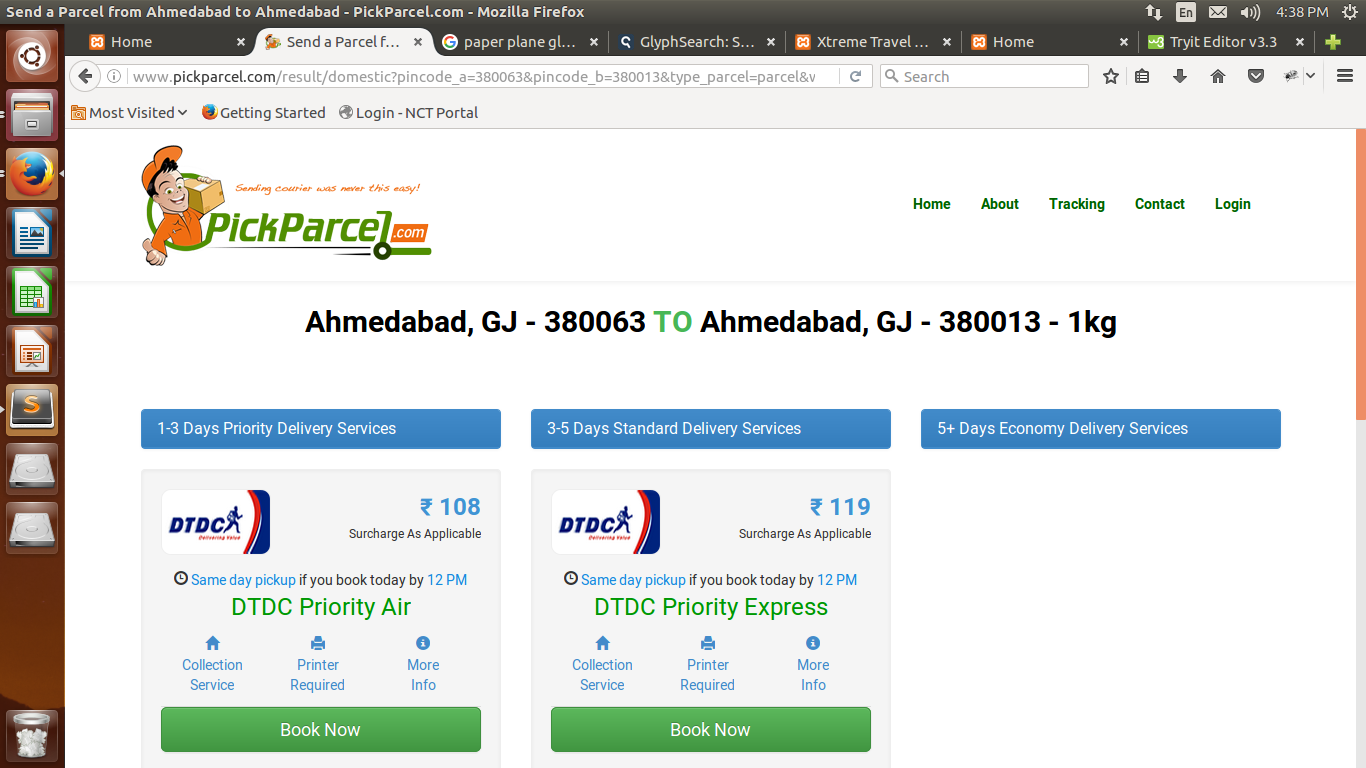 Send a Parcel from Ahmedabad to Ahmedabad - PickParcel.com - Mozilla Firefox
En
4:38 PM
Home
Send a Parcel f...
paper plane gl...
GlyphSearch: S...
Xtreme Travel ...
Home
Tryit Editor v3.3
www.pickparcel.com/result/domestic?pincode_a=380063&pincode_b=380013&type_parcel=parcel&v
Search
Most Visited
Getting Started
Login - NCT Portal
Sending courier was never this easy!
PickParcel.com
Home
About
Tracking
Contact
Login
Ahmedabad, GJ - 380063 TO Ahmedabad, GJ - 380013 - 1kg
1-3 Days Priority Delivery Services
3-5 Days Standard Delivery Services
5+ Days Economy Delivery Services
DTDC
Delivering Value
₹ 108
Surcharge As Applicable
Same day pickup if you book today by 12 PM
DTDC Priority Air
Collection
Service
Printer
Required
More
Info
Book Now
DTDC
Delivering Value
₹ 119
Surcharge As Applicable
Same day pickup if you book today by 12 PM
DTDC Priority Express
Collection
Service
Printer
Required
More
Info
Book Now